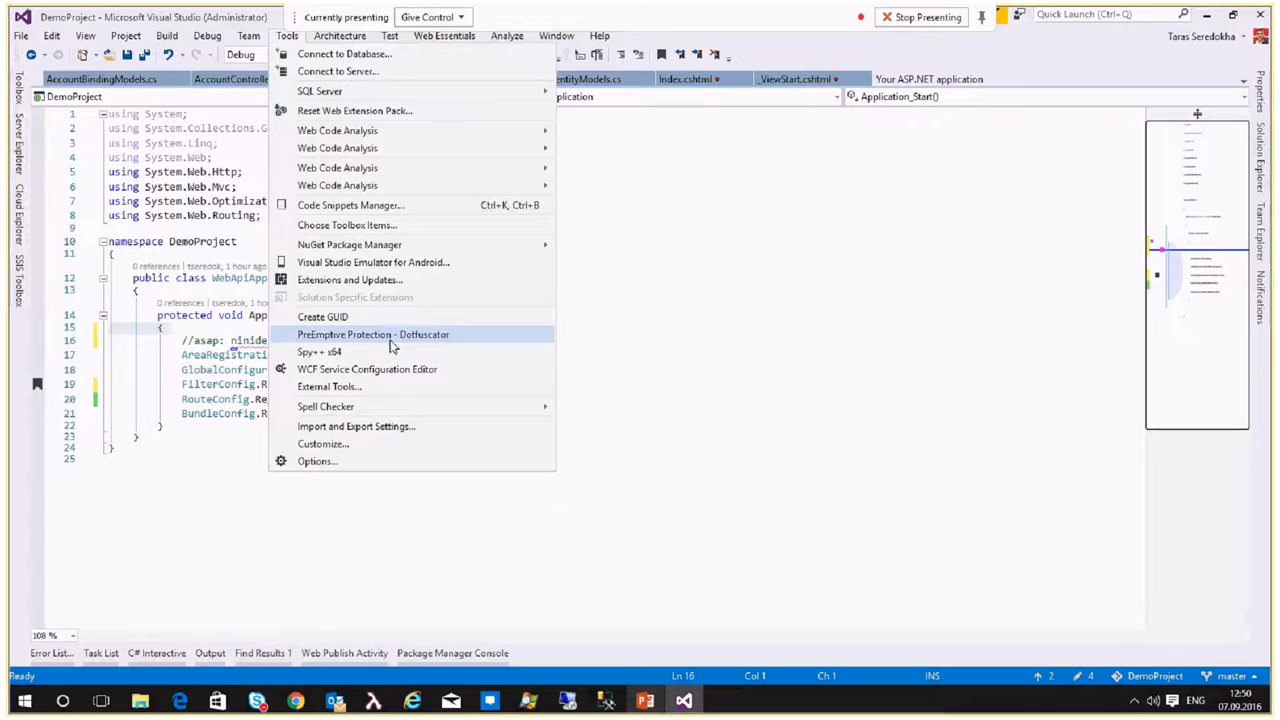 DemoProject - Microsoft Visual Studio (Administrator)
Currently presenting
Give Control
Stop Presenting
Quick Launch (Ctrl+Q)
File Edit View Project Build Debug Team Tools Architecture Test Web Essentials Analyze Window Help
Taras Seredokha
Debug
AccountBindingModels.cs AccountControlle entityModels.cs Index.cshtml _ViewStart.cshtml Your ASP.NET application
DemoProject
plication
Application_Start()
Connect to Database...
Connect to Server...
SQL Server
Reset Web Extension Pack...
Web Code Analysis
Web Code Analysis
Web Code Analysis
Web Code Analysis
Code Snippets Manager... Ctrl+K, Ctrl+B
Choose Toolbox Items...
NuGet Package Manager
Visual Studio Emulator for Android...
Extensions and Updates...
Solution Specific Extensions
Create GUID
PreEmptive Protection - Dotfuscator
Spy++ x64
WCF Service Configuration Editor
External Tools...
Spell Checker
Import and Export Settings...
Customize...
Options...
1 using System;
2 using System.Collections.G
3 using System.Linq;
4 using System.Web;
5 using System.Web.Http;
6 using System.Web.Mvc;
7 using System.Web.Optimizat
8 using System.Web.Routing;
9
10 namespace DemoProject
11 {
0 references | tseredok, 1 hour ago
12 public class WebApiApp
13 {
0 references | tseredok, 1 hou
14 protected void App
15 {
16 //asap: ninide
17 AreaRegistrati
18 GlobalConfigur
19 FilterConfig.R
20 RouteConfig.Re
21 BundleConfig.R
22 }
23 }
24 }
25
Toolbox
Server Explorer
Cloud Explorer
SSIS Toolbox
Properties
Solution Explorer
Team Explorer
Notifications
108 %
Error List... Task List C# Interactive Output Find Results 1 Web Publish Activity Package Manager Console
Ready Ln 16 Col 1 Ch 1 INS 2 4 DemoProject master
ENG
12:50
07.09.2016